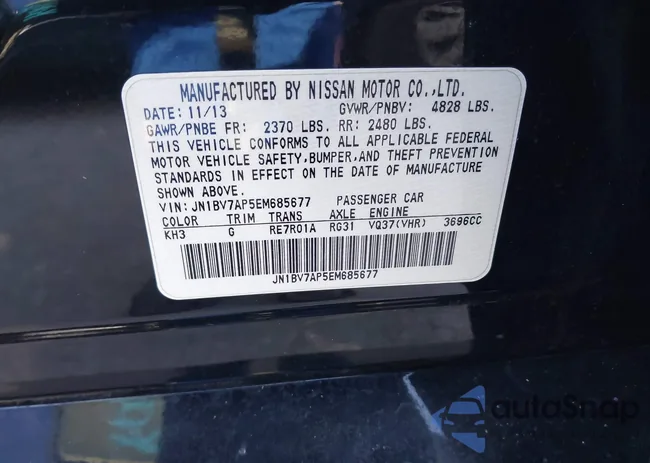 MANUFACTURED BY NISSAN MOTOR CO.,LTD.
DATE: 11/13 GVWR/PNBV: 4828 LBS.
GAWR/PNBE FR: 2370 LBS. RR: 2480 LBS.
THIS VEHICLE CONFORMS TO ALL APPLICABLE FEDERAL
MOTOR VEHICLE SAFETY, BUMPER,AND THEFT PREVENTION
STANDARDS IN EFFECT ON THE DATE OF MANUFACTURE
SHOWN ABOVE.
VIN: JN1BV7AP5EM685677 PASSENGER CAR
COLOR TRIM TRANS AXLE ENGINE
KH3 G RE7R01A RG31 VQ37(VHR) 3696CC
JN1BV7AP5EM685677
autoSnap